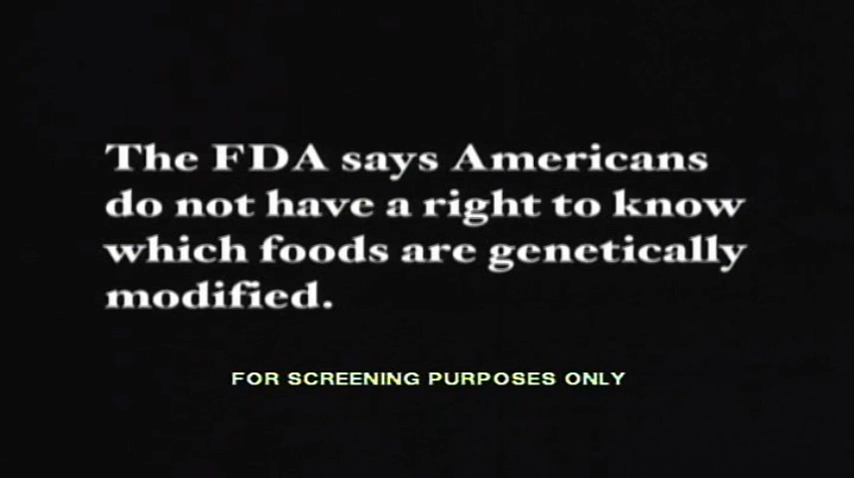 The FDA says Americans
do not have a right to know
which foods are genetically
modified.
FOR SCREENING PURPOSES ONLY